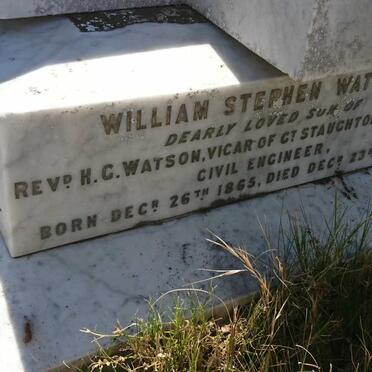 WILLIAM STEPHEN WAT
DEARLY LOVED SON OF
REVD H.G. WATSON, VICAR OF GT STAUGHTO
CIVIL ENGINEER,
BORN DECR 26TH 1865, DIED DECR 23